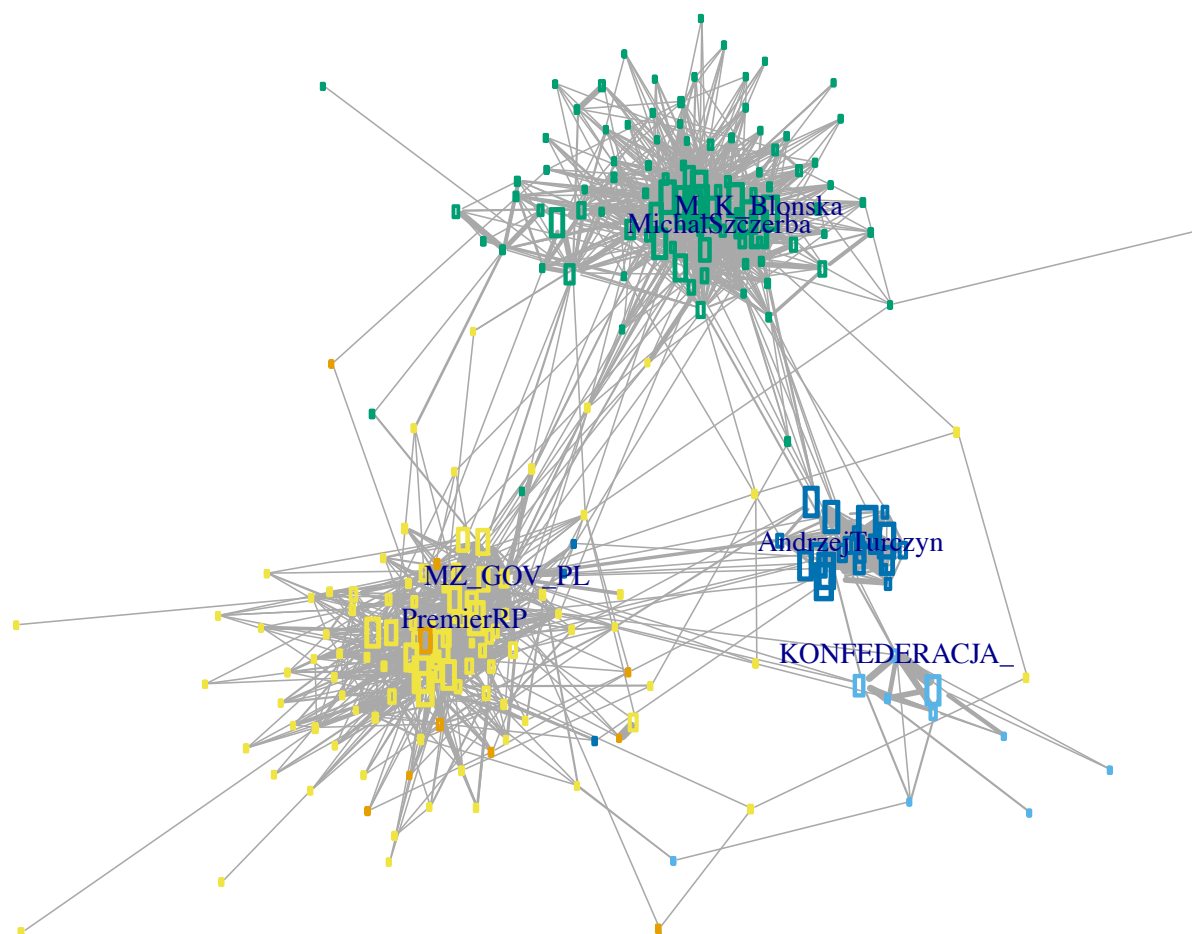 M_K_Blonska
MichalSzczerba
AndrzejTurczyn
MZ_GOV_PL
PremierRP
KONFEDERACJA_